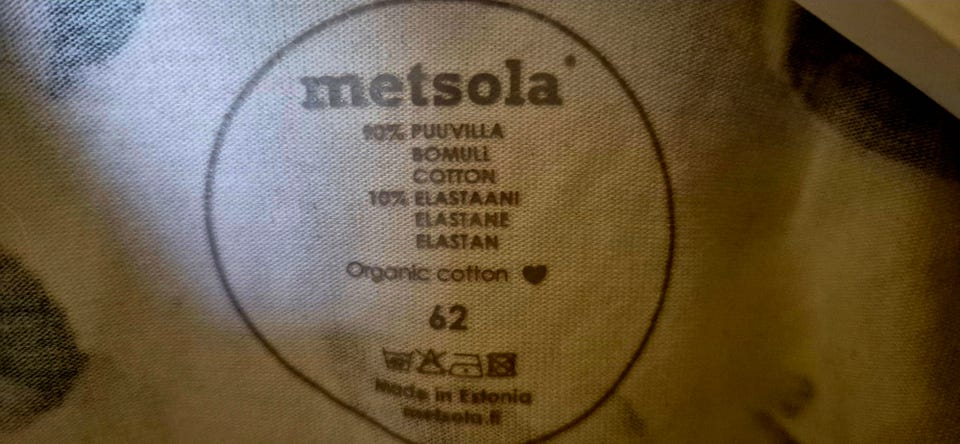 metsola
90% PUUVILLA
BOMULL
COTTON
10% ELASTAANI
ELASTANE
ELASTAN
Organic cotton
62
Made in Estonia
metsola.fi